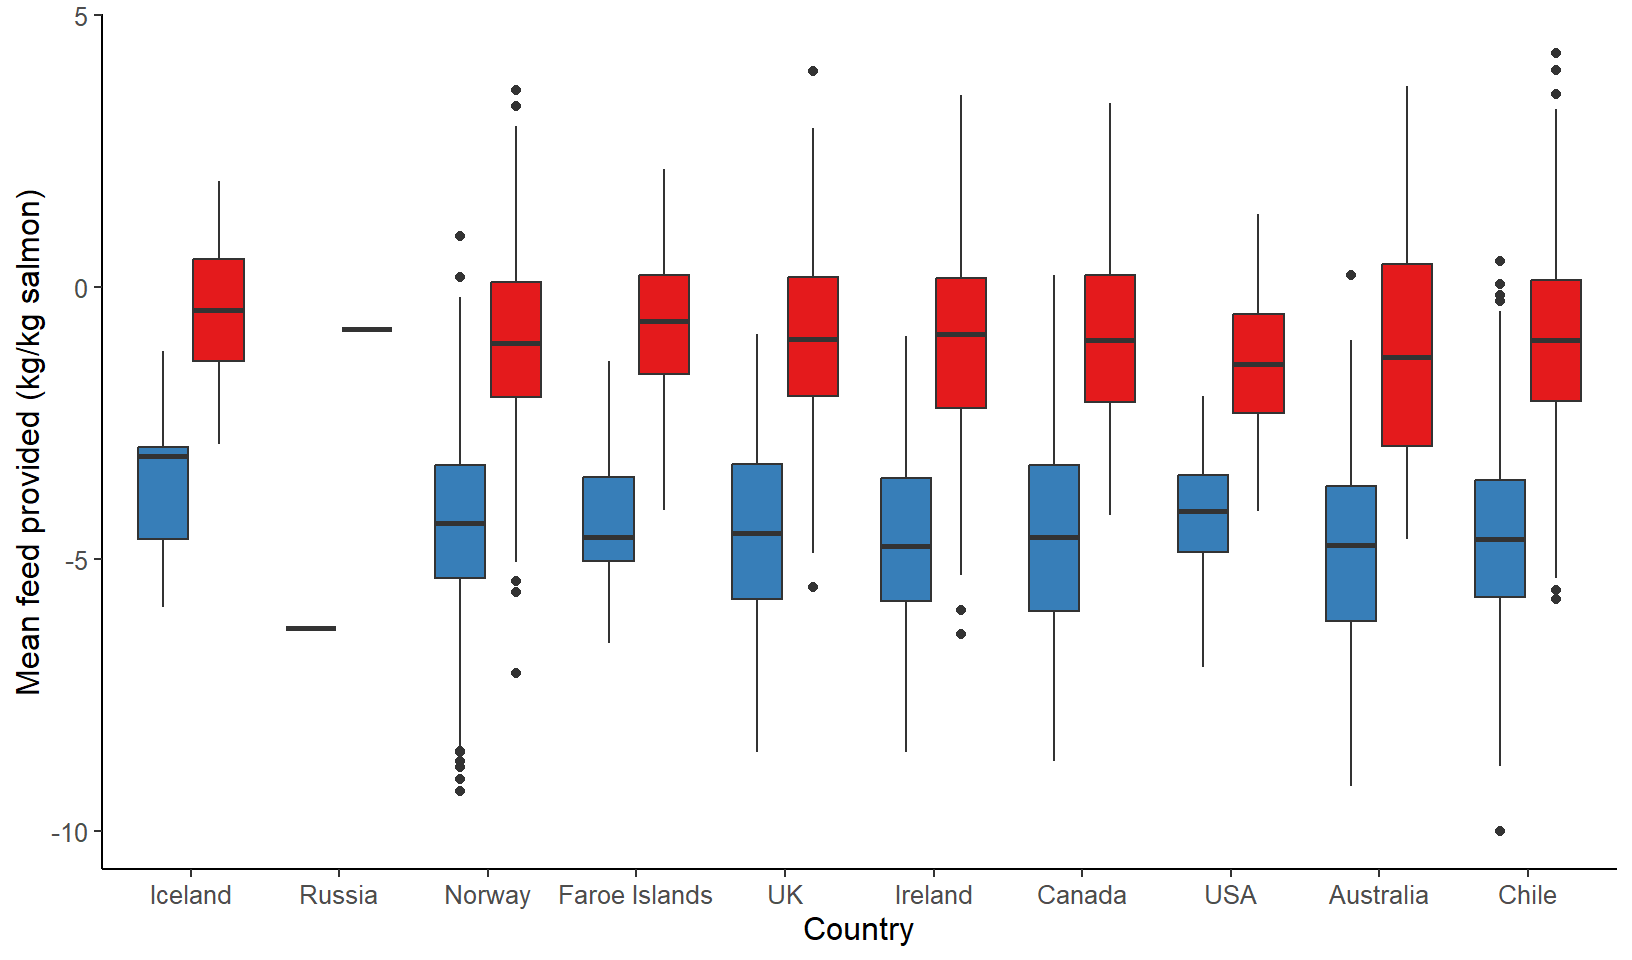 Mean feed provided (kg/kg salmon)
5
0
-5
-10
Iceland Russia Norway Faroe Islands UK Ireland Canada USA Australia Chile
Country